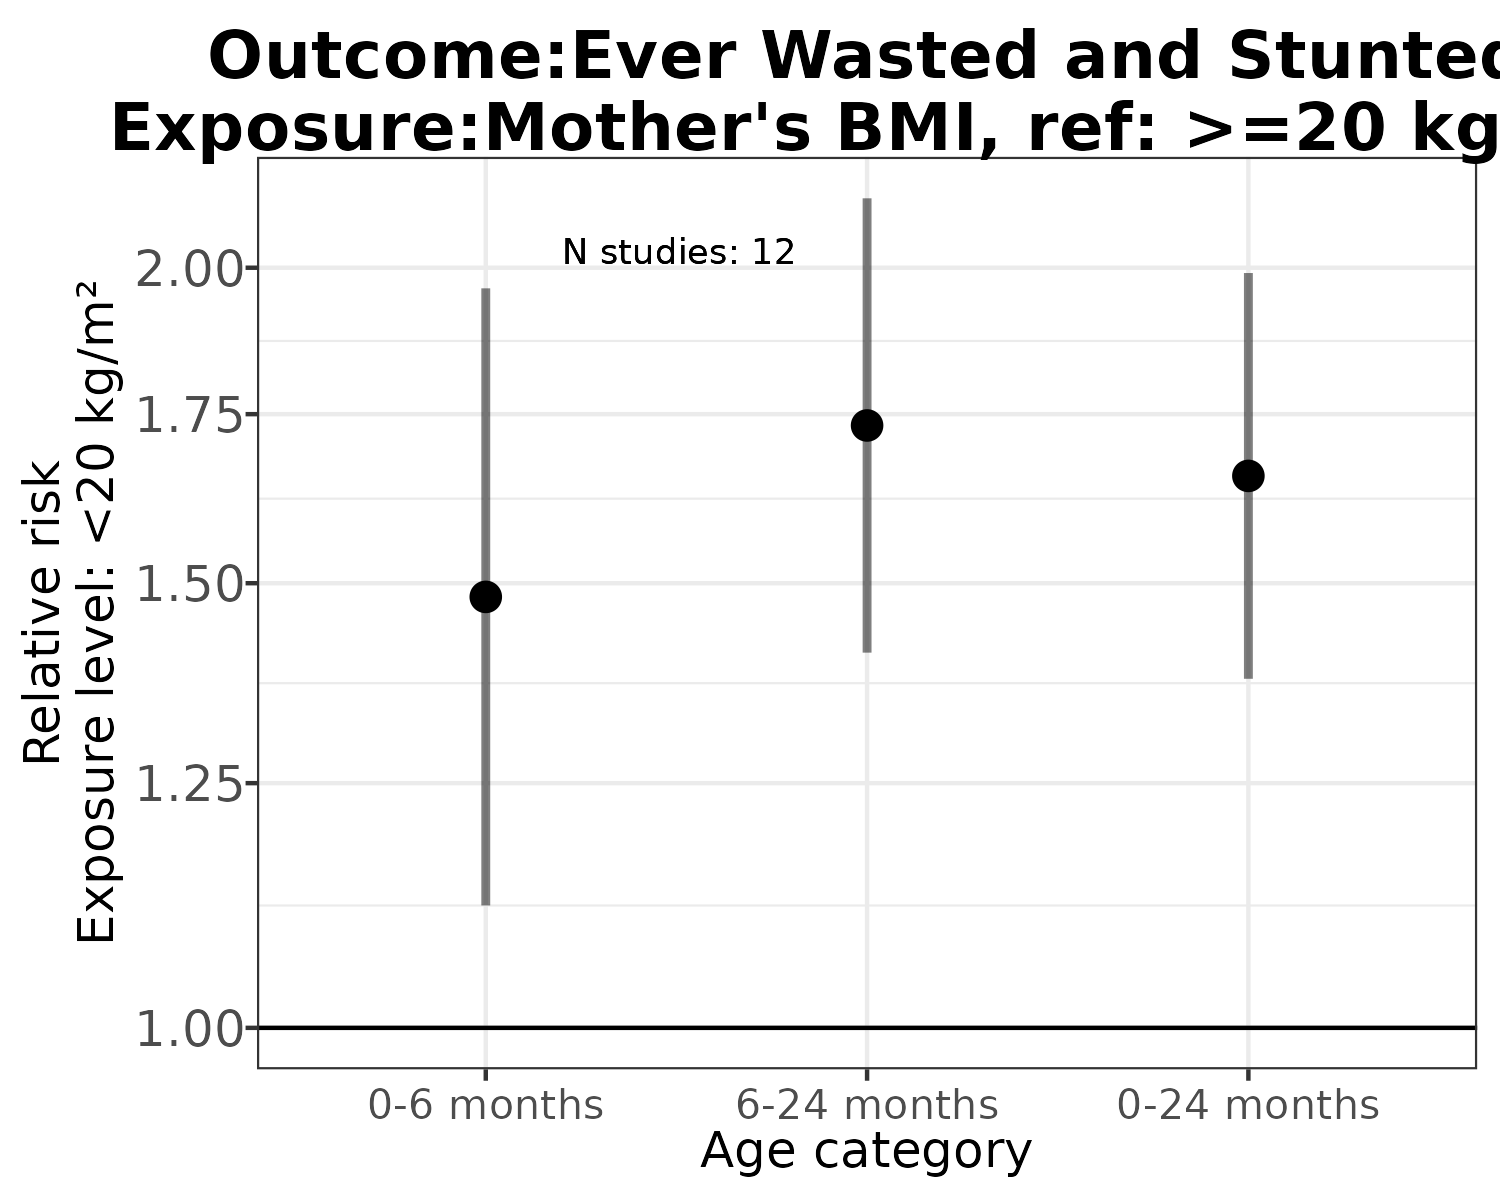 Outcome:Ever Wasted and Stunted
Exposure:Mother's BMI, ref: >=20 kg
N studies: 12
Relative risk
Exposure level: <20 kg/m²
2.00
1.75
1.50
1.25
1.00
0-6 months
6-24 months
0-24 months
Age category